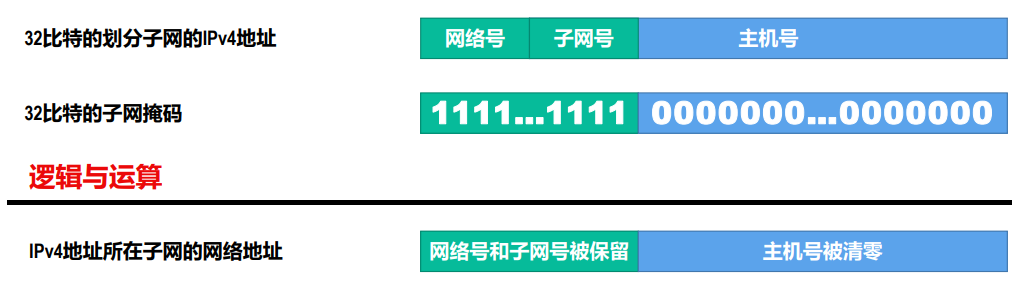 32比特的划分子网的IPv4地址 网络号 子网号 主机号
32比特的子网掩码 1111...1111 0000000...0000000
逻辑与运算
IPv4地址所在子网的网络地址 网络号和子网号被保留 主机号被清零